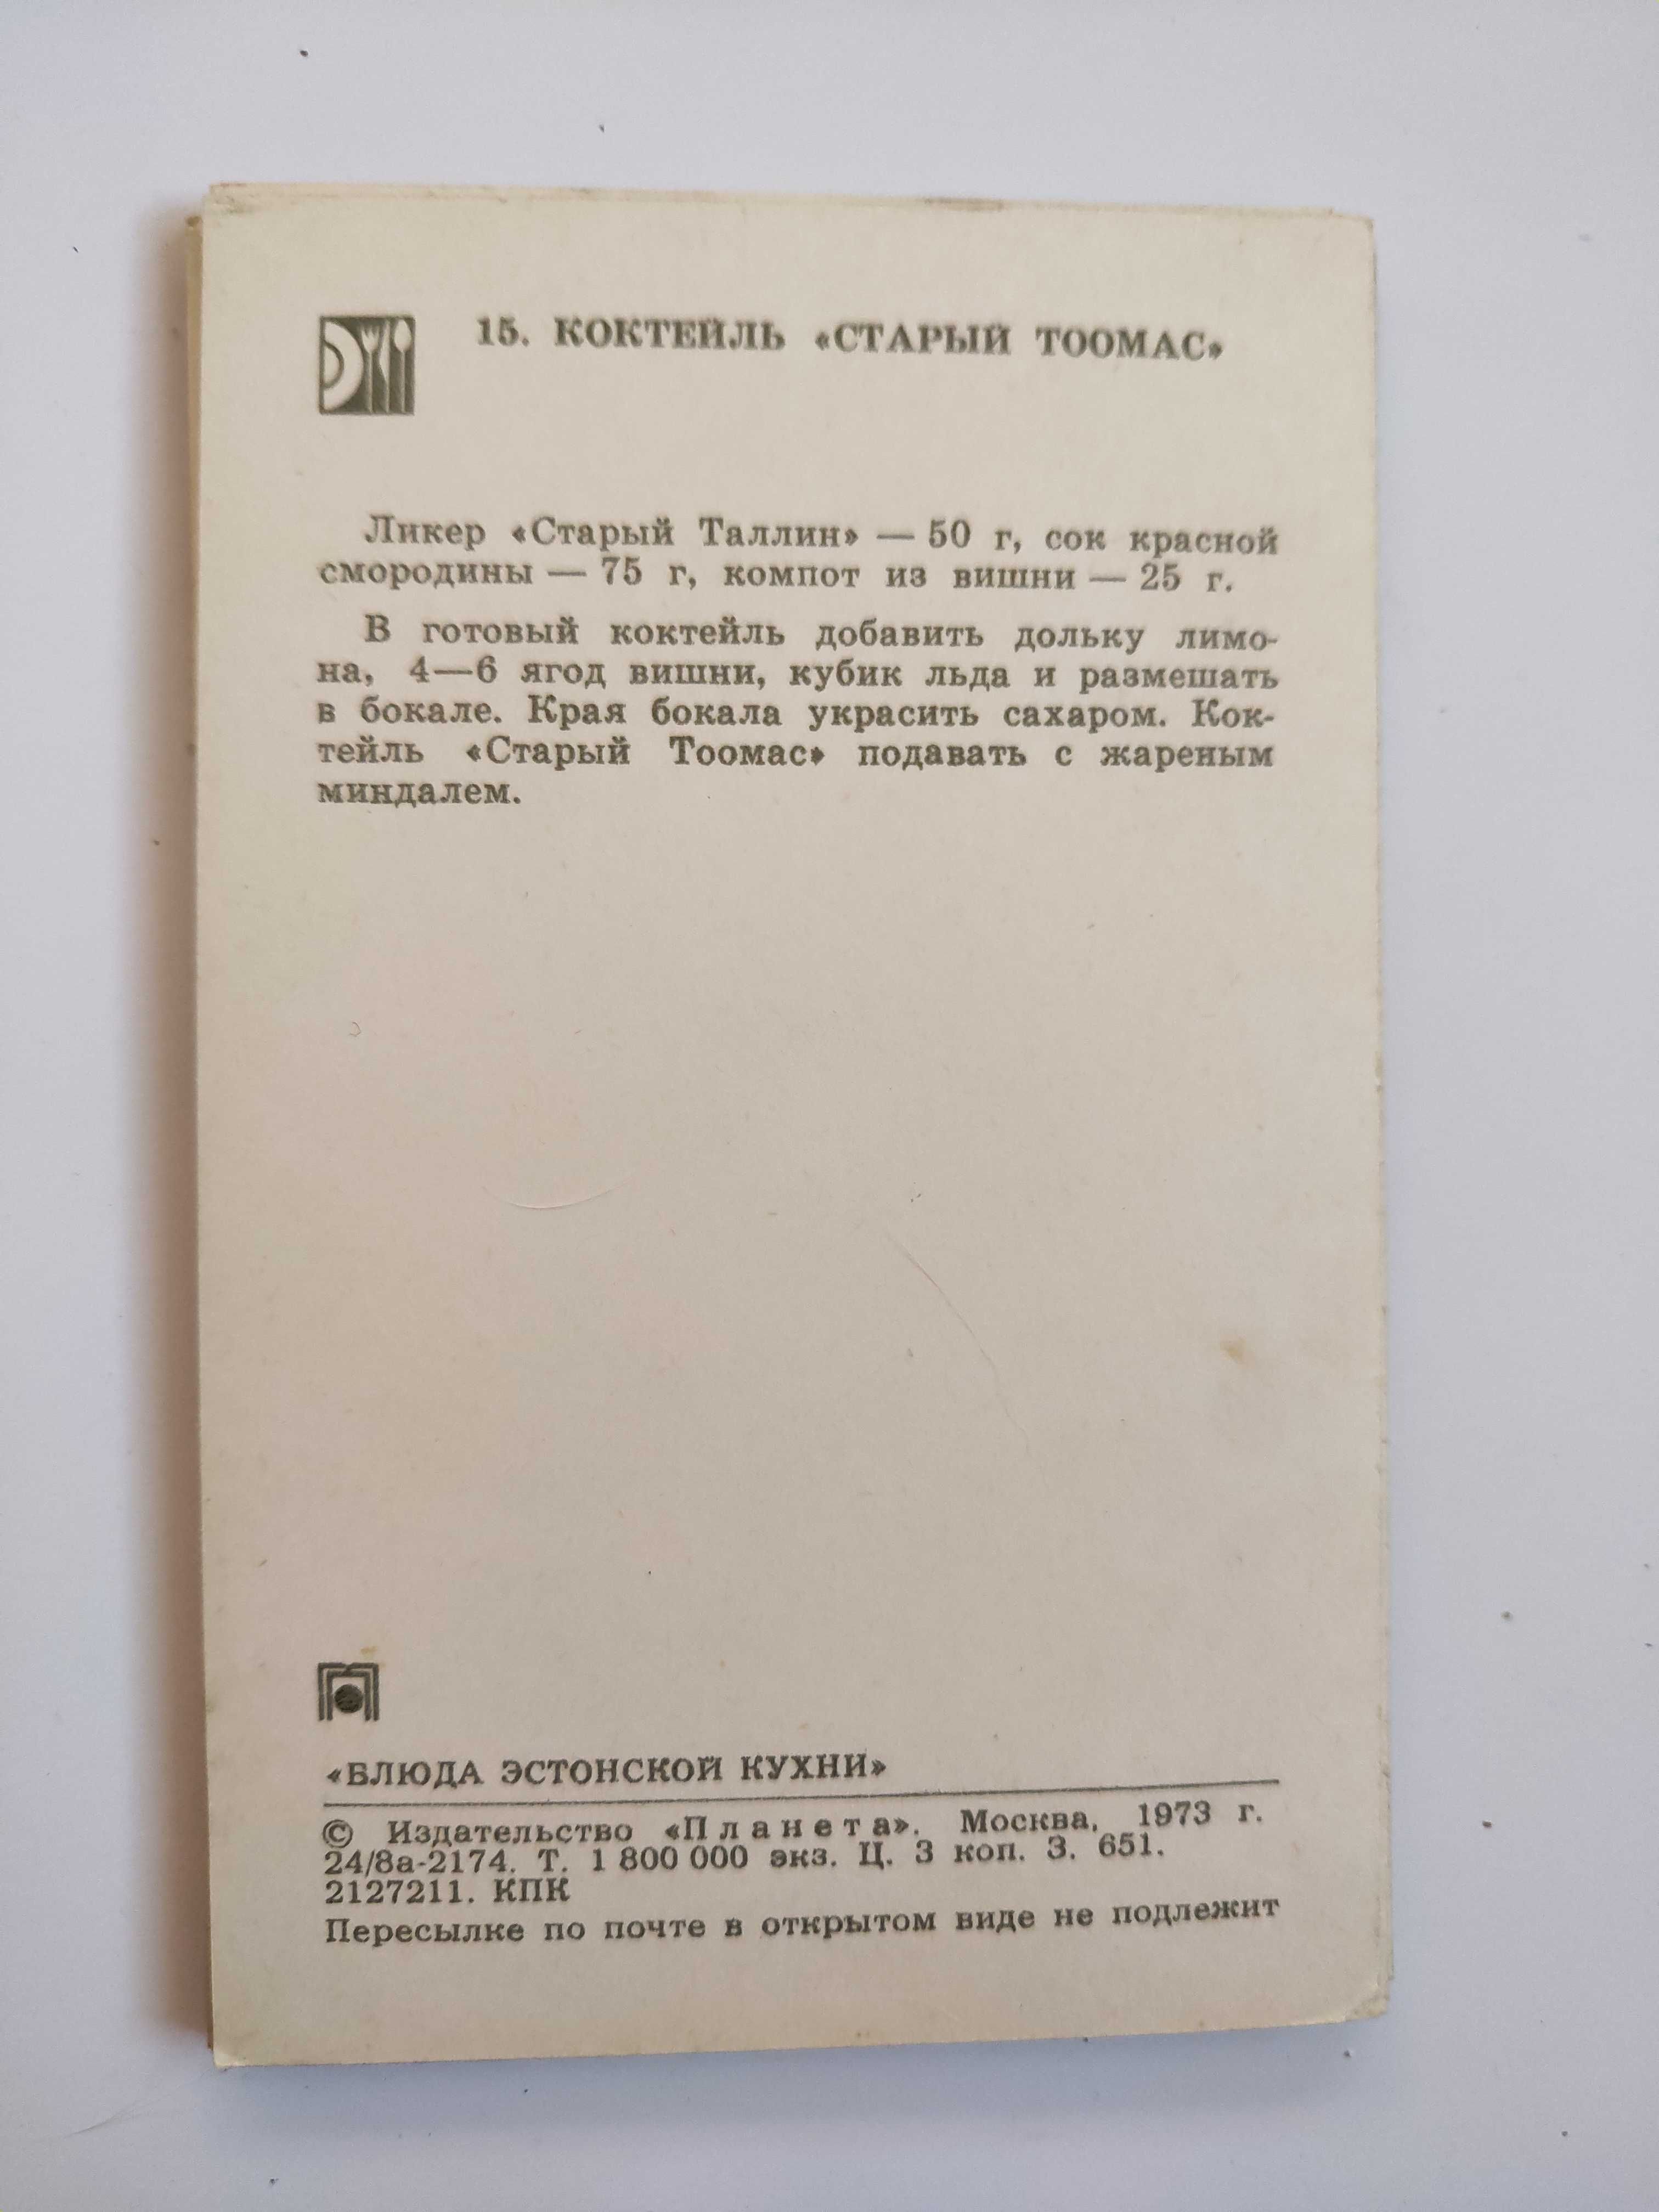 15. КОКТЕЙЛЬ «СТАРЫЙ ТООМАС»
Ликер «Старый Таллин» — 50 г, сок красной
смородины — 75 г, компот из вишни — 25 г.
В готовый коктейль добавить дольку лимо-
на, 4—6 ягод вишни, кубик льда и размешать
в бокале. Края бокала украсить сахаром. Кок-
тейль «Старый Тоомас» подавать с жареным
миндалем.
«БЛЮДА ЭСТОНСКОЙ КУХНИ»
© Издательство «Планета». Москва, 1973 г.
24/8а-2174. Т. 1 800 000 экз. Ц. 3 коп. З. 651.
2127211. КПК
Пересылке по почте в открытом виде не подлежит